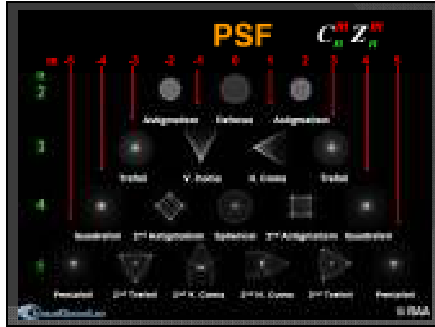 PSF C n m Z n m
m -5 -4 -3 -2 -1 0 1 2 3 4 5
n
2
Astigmatism Defocus Astigmatism
3
Trefoil V. Coma H. Coma Trefoil
4
Quadrafoil 2nd Astigmatism Spherical 2nd Astigmatism Quadrafoil
5
Pentafoil 2nd Trefoil 2nd V. Coma 2nd H. Coma 2nd Trefoil Pentafoil